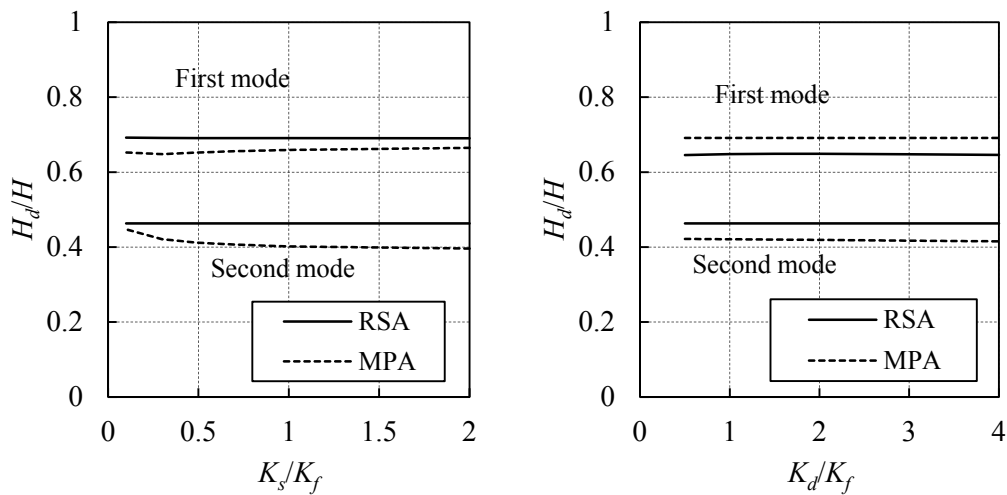 1
0.8
0.6
0.4
0.2
0
H_d/H
First mode
Second mode
RSA
MPA
0 0.5 1 1.5 2
K_s/K_f
1
0.8
0.6
0.4
0.2
0
H_d/H
First mode
Second mode
RSA
MPA
0 1 2 3 4
K_d/K_f